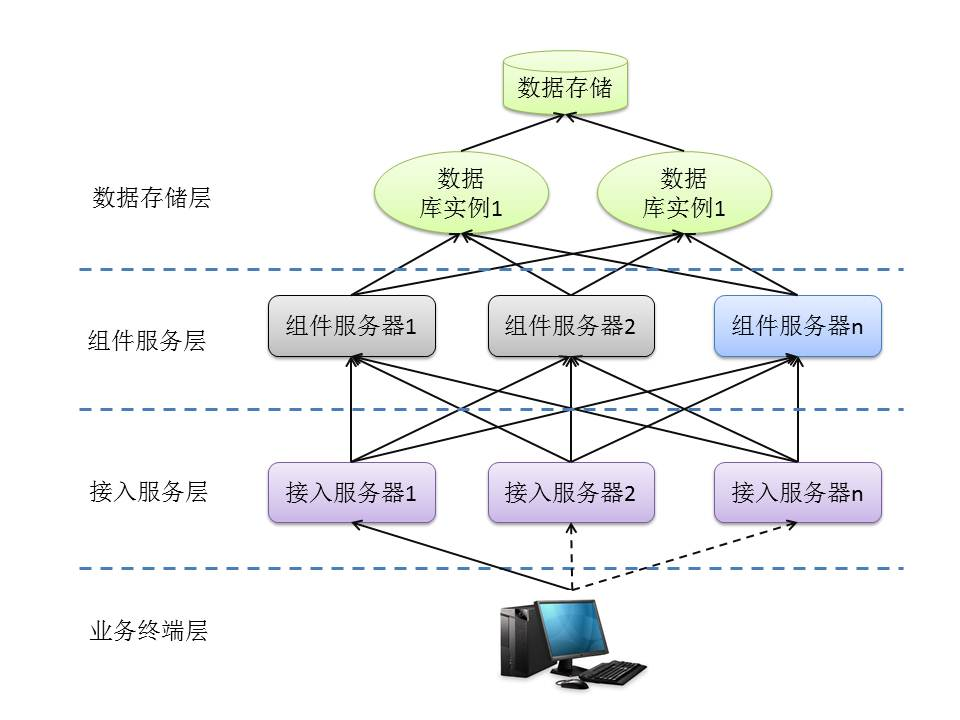 数据存储
数据
库实例1
数据
库实例1
数据存储层
组件服务器1
组件服务器2
组件服务器n
组件服务层
接入服务器1
接入服务器2
接入服务器n
接入服务层
业务终端层